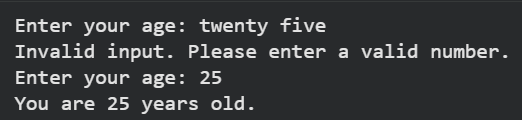 Enter your age: twenty five
Invalid input. Please enter a valid number.
Enter your age: 25
You are 25 years old.